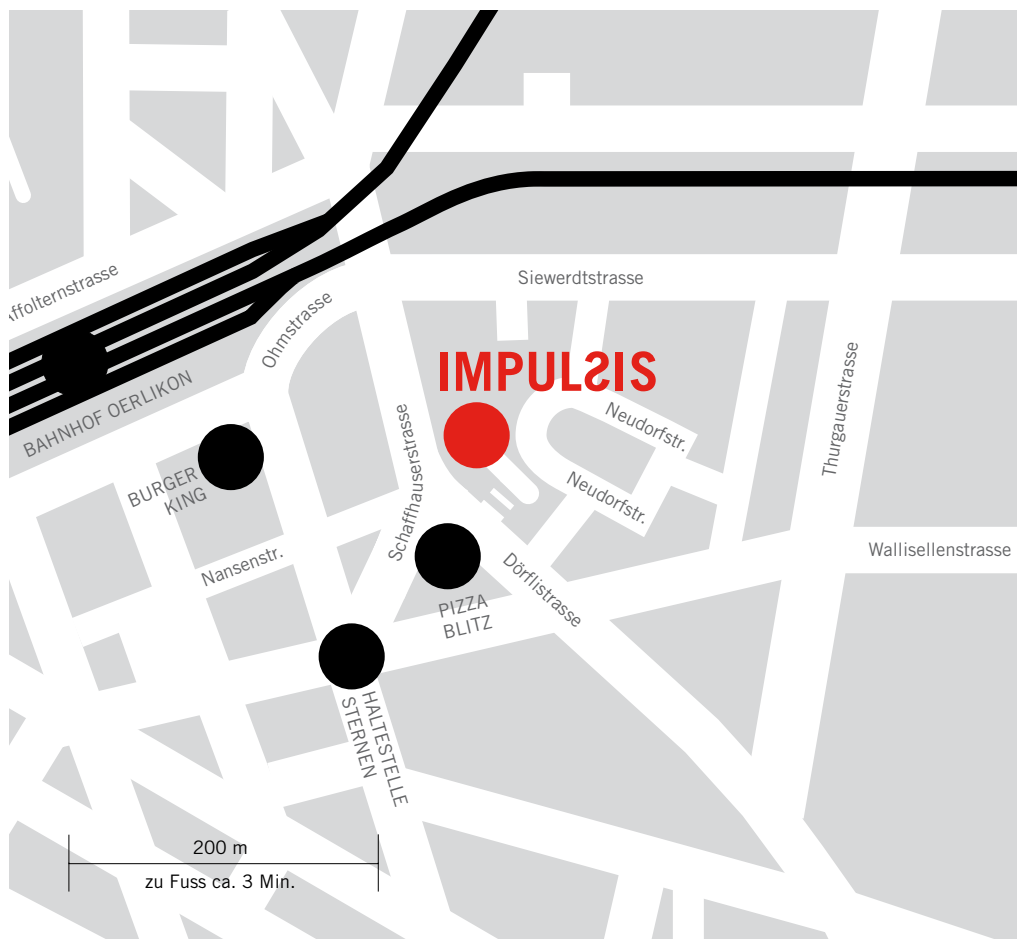 Siewerdtstrasse
ffolternstrasse
Ohmstrasse
IMPULSIS
Thurgauerstrasse
BAHNHOF OERLIKON
Neudorfstr.
Schaffhauserstrasse
BURGER
KING
Neudorfstr.
Wallisellenstrasse
Nansenstr.
Dörflistrasse
PIZZA
BLITZ
HALTESTELLE
STERNEN
200 m
zu Fuss ca. 3 Min.